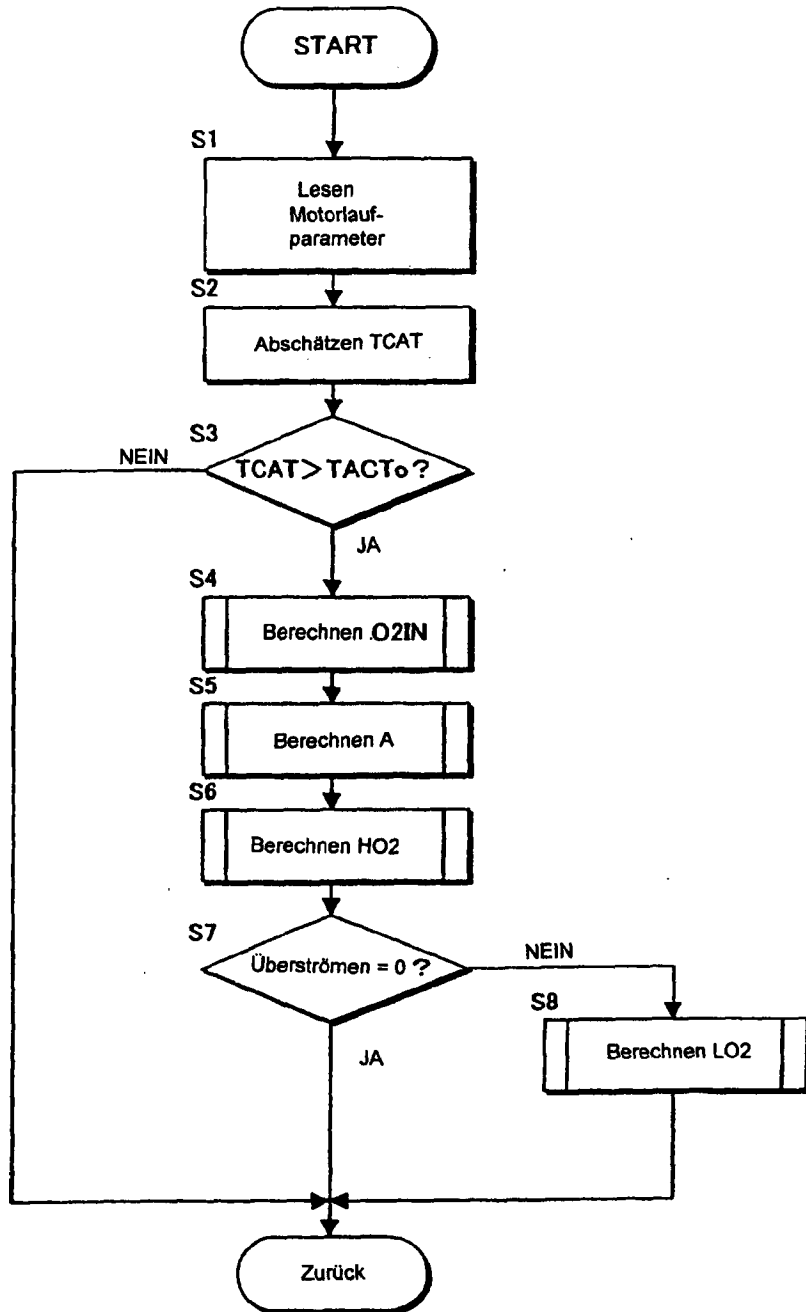 START
S1
Lesen
Motorlauf-
parameter
S2
Abschätzen TCAT
S3
NEIN
TCAT>TACTo?
JA
S4
Berechnen .O2IN
S5
Berechnen A
S6
Berechnen HO2
S7
Überströmen = 0 ?
NEIN
S8
Berechnen LO2
JA
Zurück